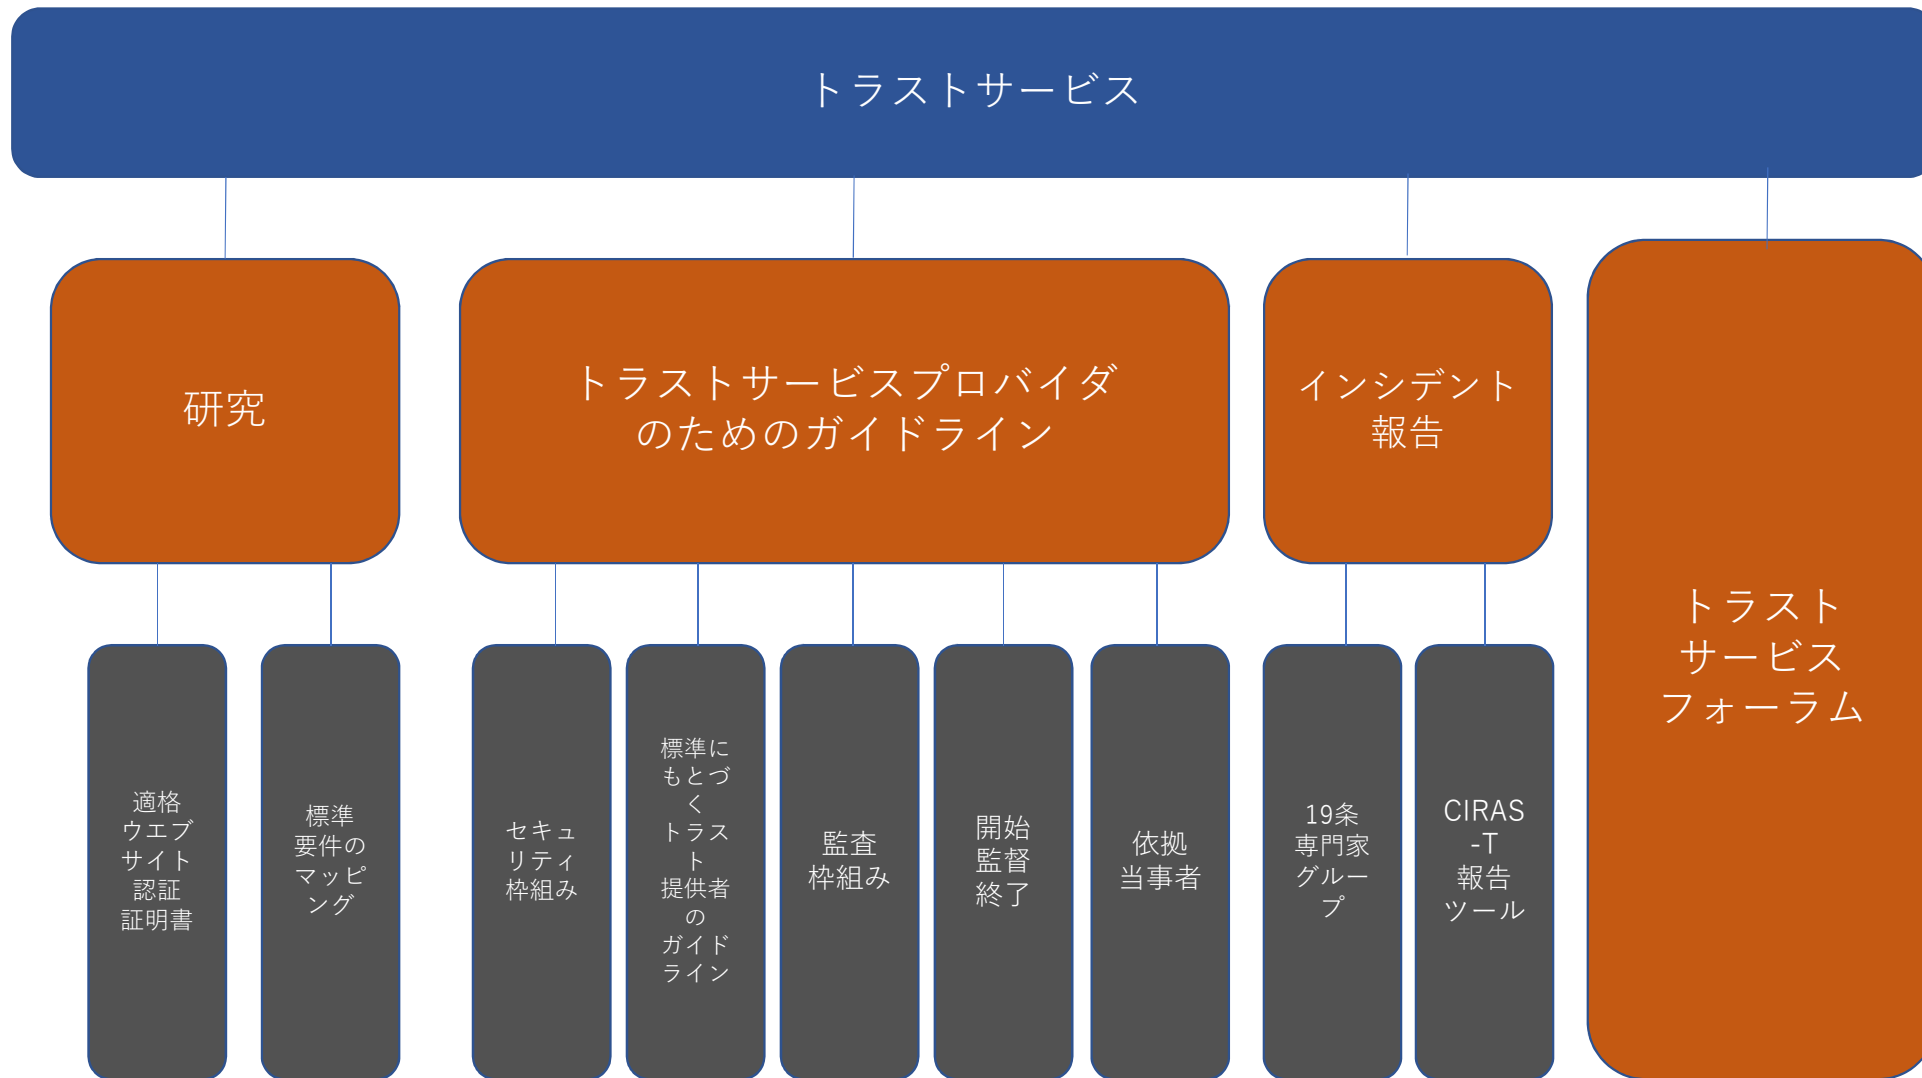 トラストサービス
研究
トラストサービスプロバイダ
のためのガイドライン
インシデント
報告
トラスト
サービス
フォーラム
適格
ウエブ
サイト
認証
証明書
標準
要件の
マッピ
ング
セキュ
リティ
枠組み
標準に
もとづ
く
トラス
ト
提供者
の
ガイド
ライン
監査
枠組み
開始
監督
終了
依拠
当事者
19条
専門家
グルー
プ
CIRAS
-T
報告
ツール